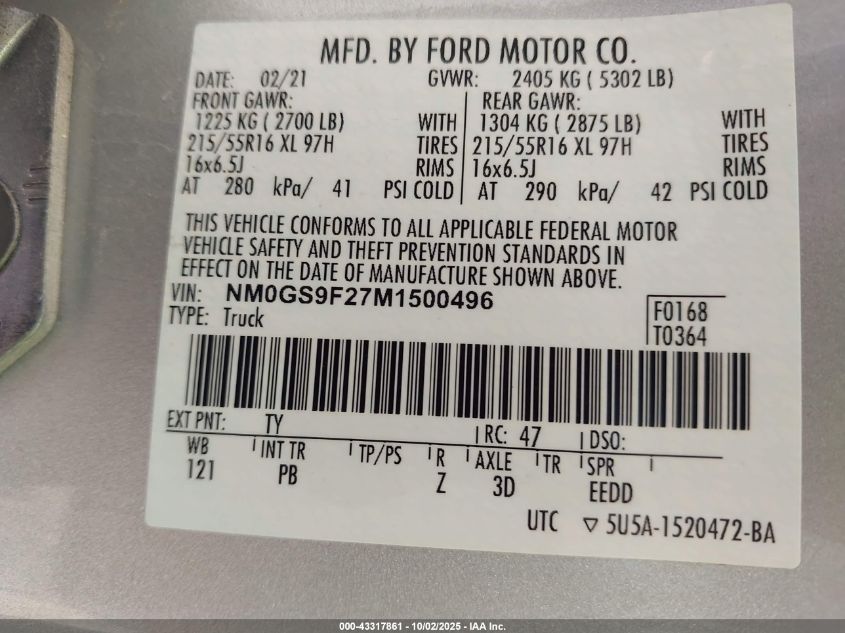 MFD. BY FORD MOTOR CO.
DATE: 02/21 GVWR: 2405 KG ( 5302 LB)
FRONT GAWR: REAR GAWR:
1225 KG ( 2700 LB) WITH 1304 KG ( 2875 LB) WITH
215/55R16 XL 97H TIRES 215/55R16 XL 97H TIRES
16x6.5J RIMS 16x6.5J RIMS
AT 280 kPa/ 41 PSI COLD AT 290 kPa/ 42 PSI COLD
THIS VEHICLE CONFORMS TO ALL APPLICABLE FEDERAL MOTOR
VEHICLE SAFETY AND THEFT PREVENTION STANDARDS IN
EFFECT ON THE DATE OF MANUFACTURE SHOWN ABOVE.
VIN: NM0GS9F27M1500496
TYPE: Truck
F0168
T0364
EXT PNT: TY RC: 47 DSO:
WB INT TR TP/PS R AXLE TR SPR
121 PB Z 3D EEDD
UTC ▽ 5U5A-1520472-BA
000-43317861 - 10/02/2025 - IAA Inc.